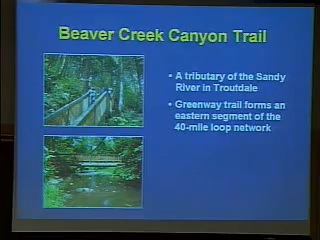 Beaver Creek Canyon Trail
• A tributary of the Sandy
River in Troutdale
• Greenway trail forms an
eastern segment of the
40-mile loop network